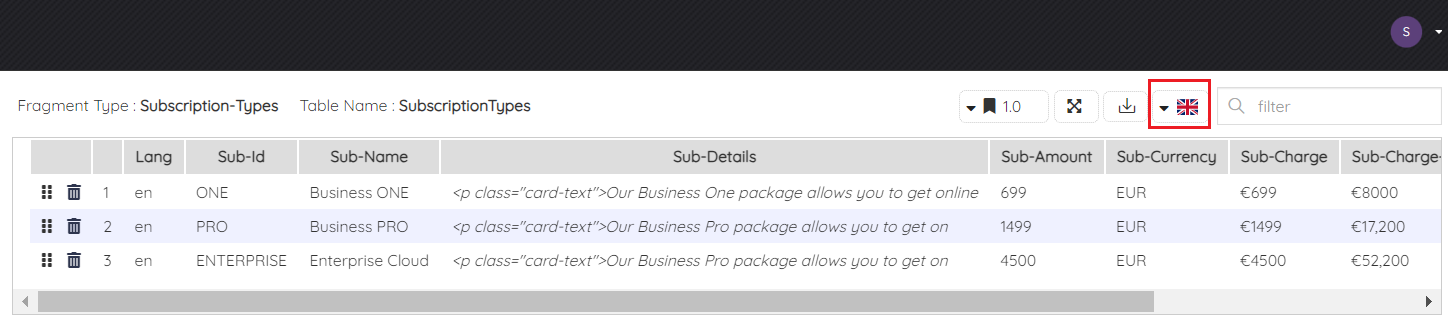 S
Fragment Type : Subscription-Types Table Name : SubscriptionTypes 1.0 filter
Lang Sub-Id Sub-Name Sub-Details Sub-Amount Sub-Currency Sub-Charge Sub-Charge-
1 en ONE Business ONE <p class="card-text">Our Business One package allows you to get online 699 EUR €699 €8000
2 en PRO Business PRO <p class="card-text">Our Business Pro package allows you to get on 1499 EUR €1499 €17,200
3 en ENTERPRISE Enterprise Cloud <p class="card-text">Our Business Pro package allows you to get on 4500 EUR €4500 €52,200